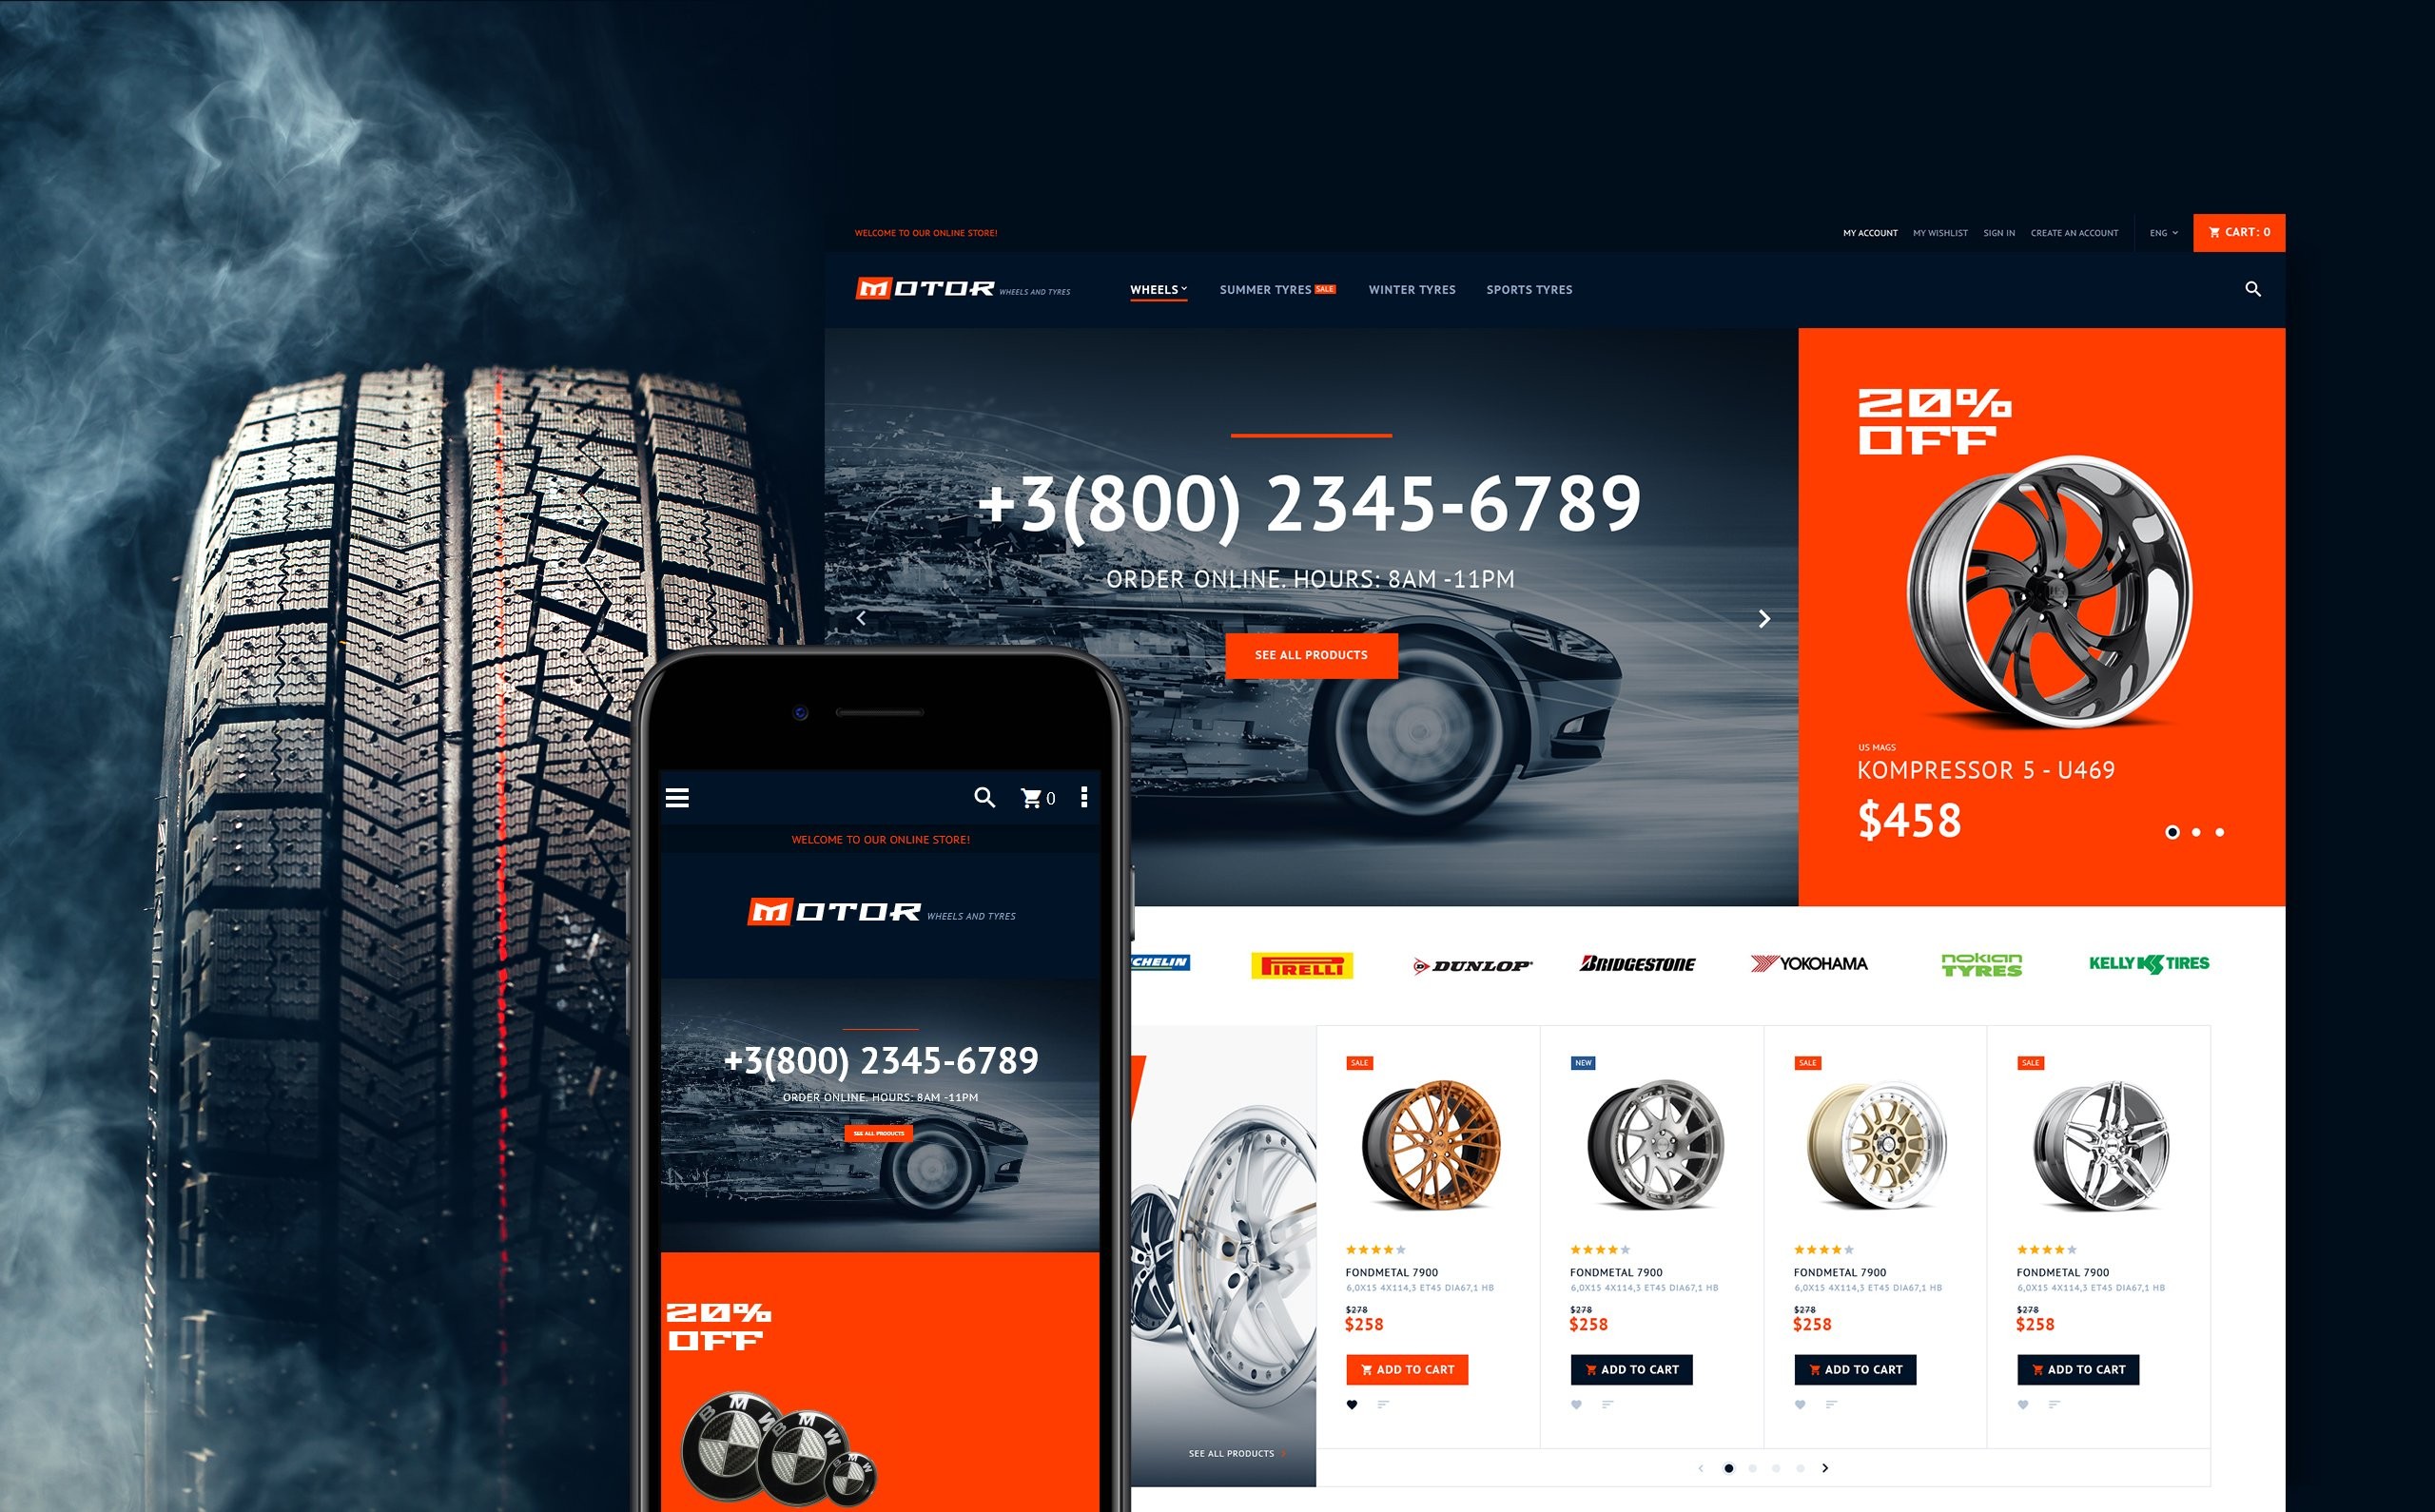 WELCOME TO OUR ONLINE STORE!
MY ACCOUNT MY WISHLIST SIGN IN CREATE AN ACCOUNT ENG CART: 0
MOTOR WHEELS AND TYRES WHEELS SUMMER TYRES SALE WINTER TYRES SPORTS TYRES
+3(800) 2345-6789
ORDER ONLINE. HOURS: 8AM -11PM
SEE ALL PRODUCTS
20%
OFF
US MAGS
KOMPRESSOR 5 - U469
$458
CHELIN PIRELLI DUNLOP BRIDGESTONE YOKOHAMA nokian TYRES KELLY TIRES
SEE ALL PRODUCTS
SALE
FONDMETAL 7900
6,0X15 4X114,3 ET45 DIA67,1 HB
$278
$258
ADD TO CART
NEW
FONDMETAL 7900
6,0X15 4X114,3 ET45 DIA67,1 HB
$278
$258
ADD TO CART
SALE
FONDMETAL 7900
6,0X15 4X114,3 ET45 DIA67,1 HB
$278
$258
ADD TO CART
SALE
FONDMETAL 7900
6,0X15 4X114,3 ET45 DIA67,1 HB
$278
$258
ADD TO CART
0
WELCOME TO OUR ONLINE STORE!
MOTOR WHEELS AND TYRES
+3(800) 2345-6789
ORDER ONLINE. HOURS: 8AM -11PM
SEE ALL PRODUCTS
20%
OFF
BMW
BMW
BMW